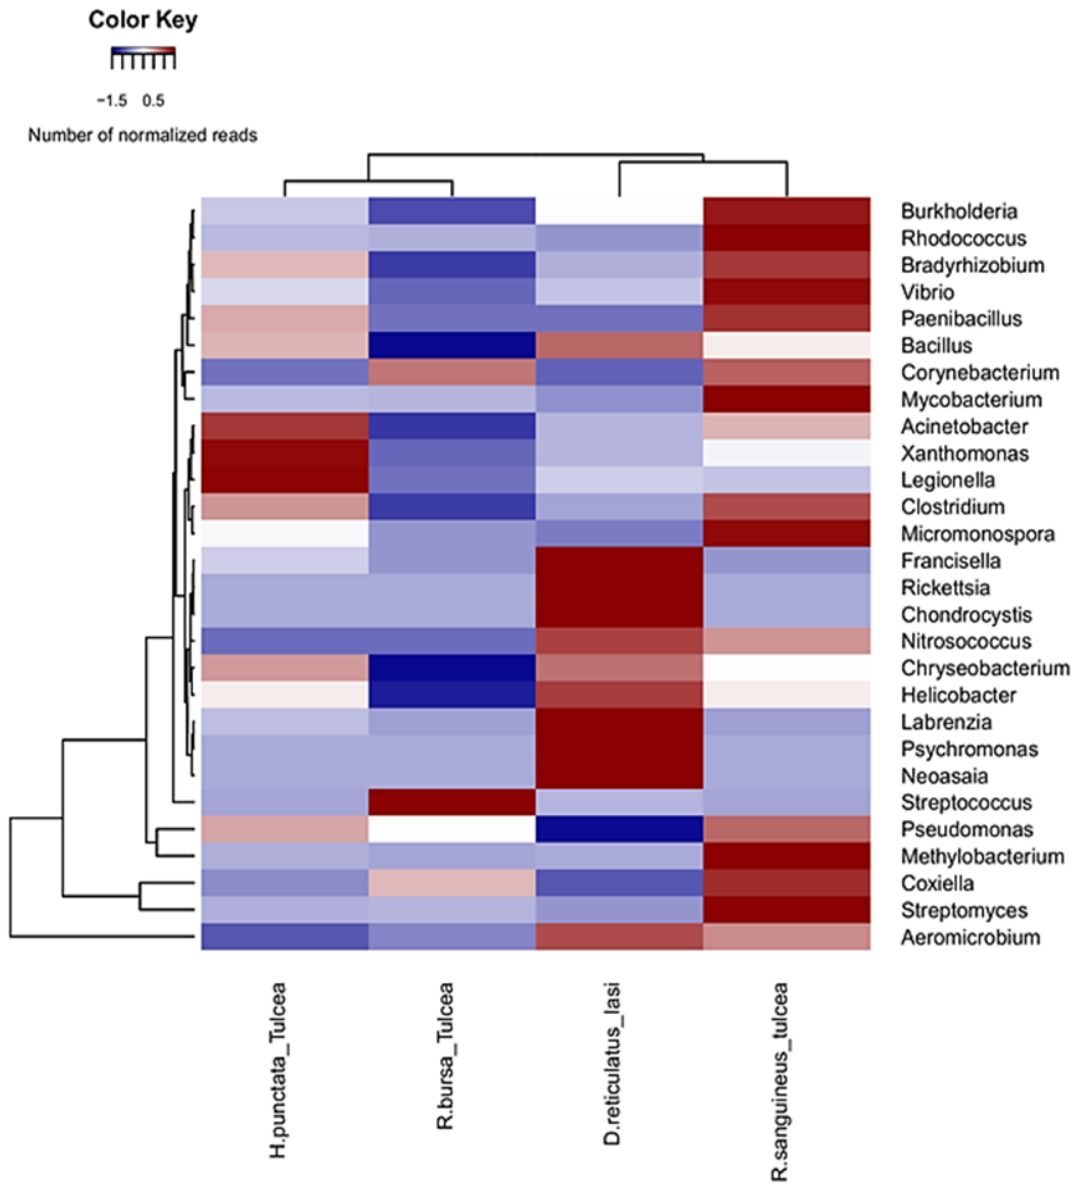 Color Key
−1.5 0.5
Number of normalized reads
Burkholderia
Rhodococcus
Bradyrhizobium
Vibrio
Paenibacillus
Bacillus
Corynebacterium
Mycobacterium
Acinetobacter
Xanthomonas
Legionella
Clostridium
Micromonospora
Francisella
Rickettsia
Chondrocystis
Nitrosococcus
Chryseobacterium
Helicobacter
Labrenzia
Psychromonas
Neoasaia
Streptococcus
Pseudomonas
Methylobacterium
Coxiella
Streptomyces
Aeromicrobium
H.punctata_Tulcea
R.bursa_Tulcea
D.reticulatus_Iasi
R.sanguineus_tulcea